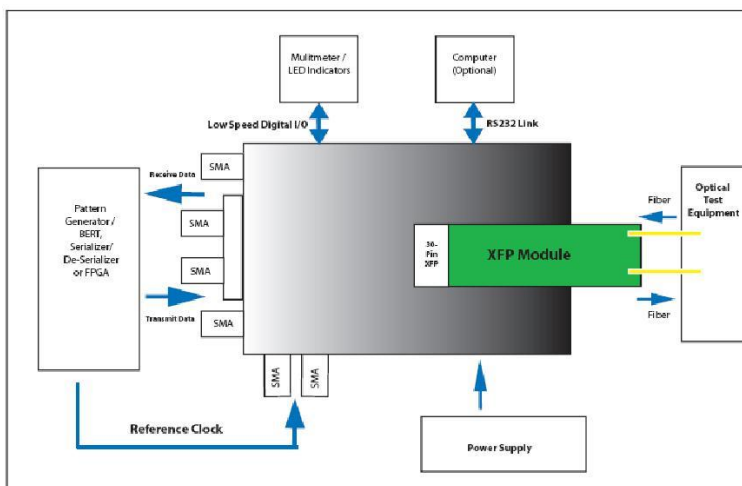 Mulitmeter /
LED Indicators
Computer
(Optional)
Low Speed Digital I/O
RS232 Link
SMA
Receive Data
Pattern
Generator /
BERT,
Serializer/
De-Serializer
or FPGA
SMA
SMA
Transmit Data
SMA
30-
Pin
XFP
XFP Module
Fiber
Optical
Test
Equipment
Fiber
SMA
SMA
Reference Clock
Power Supply